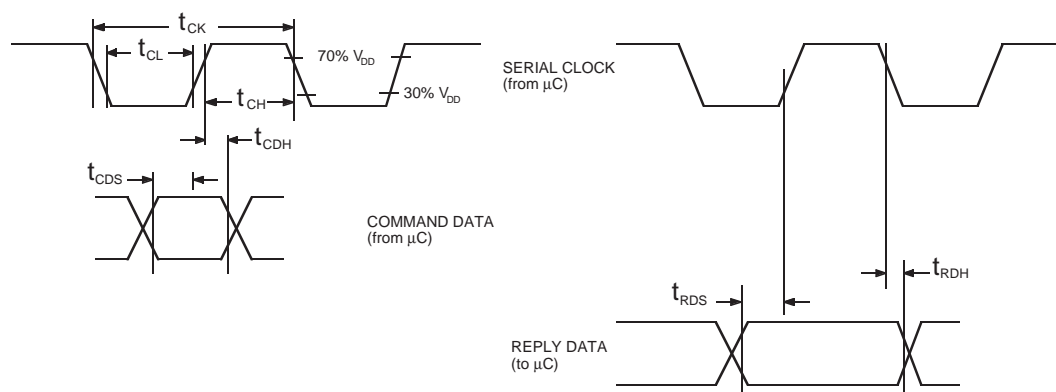 tCK
tCL
70% VDD
SERIAL CLOCK
(from μC)
30% VDD
tCH
tCDH
tCDS
COMMAND DATA
(from μC)
tRDH
tRDS
REPLY DATA
(to μC)